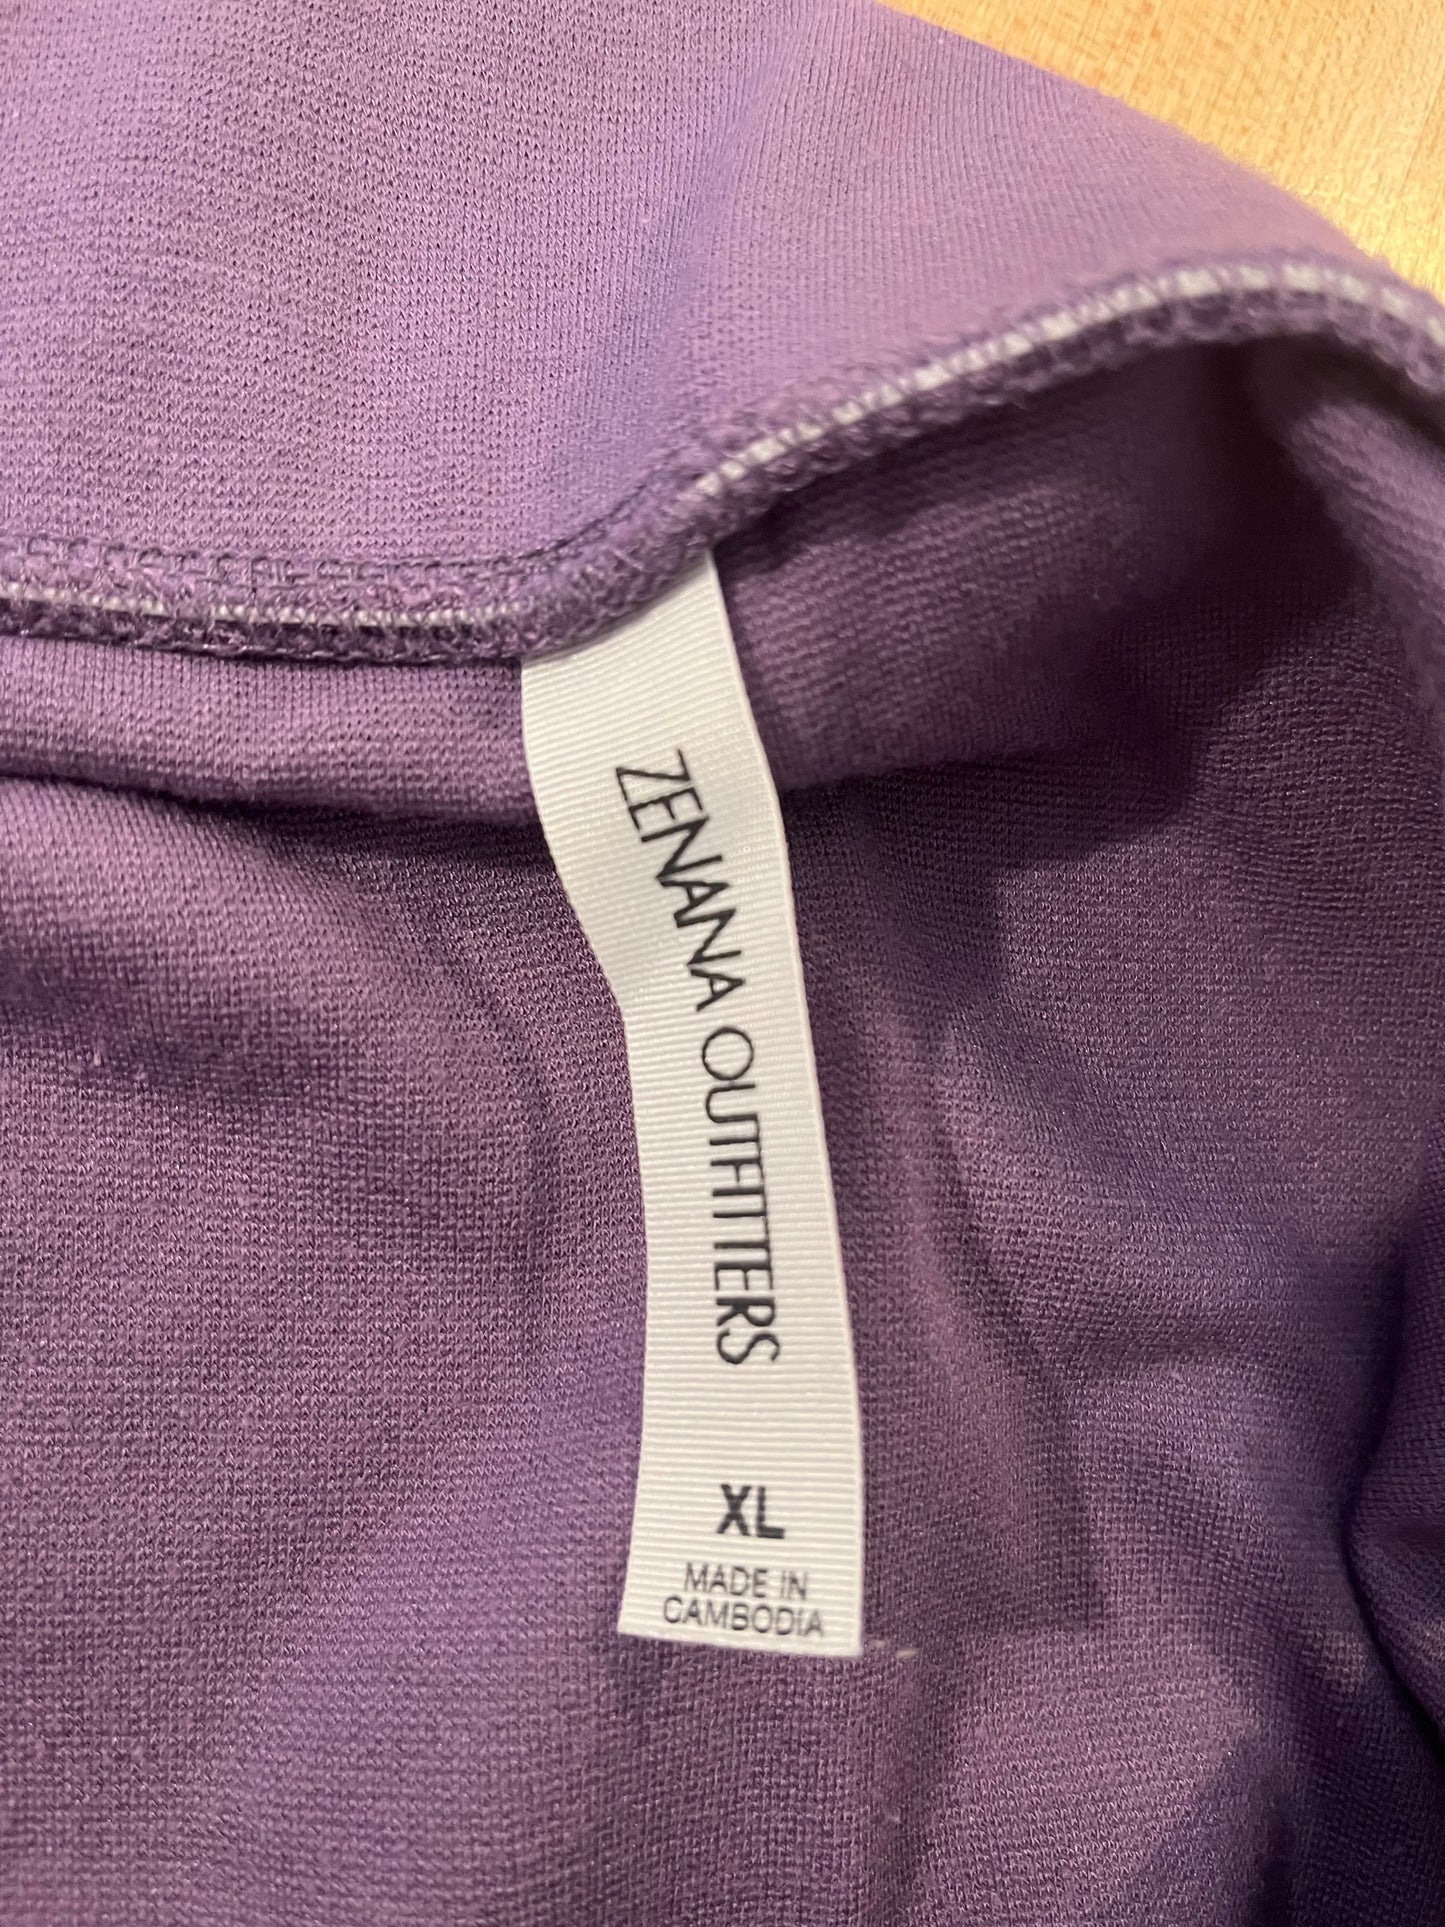 ZENANA OUTFITTERS
XL
MADE IN
CAMBODIA